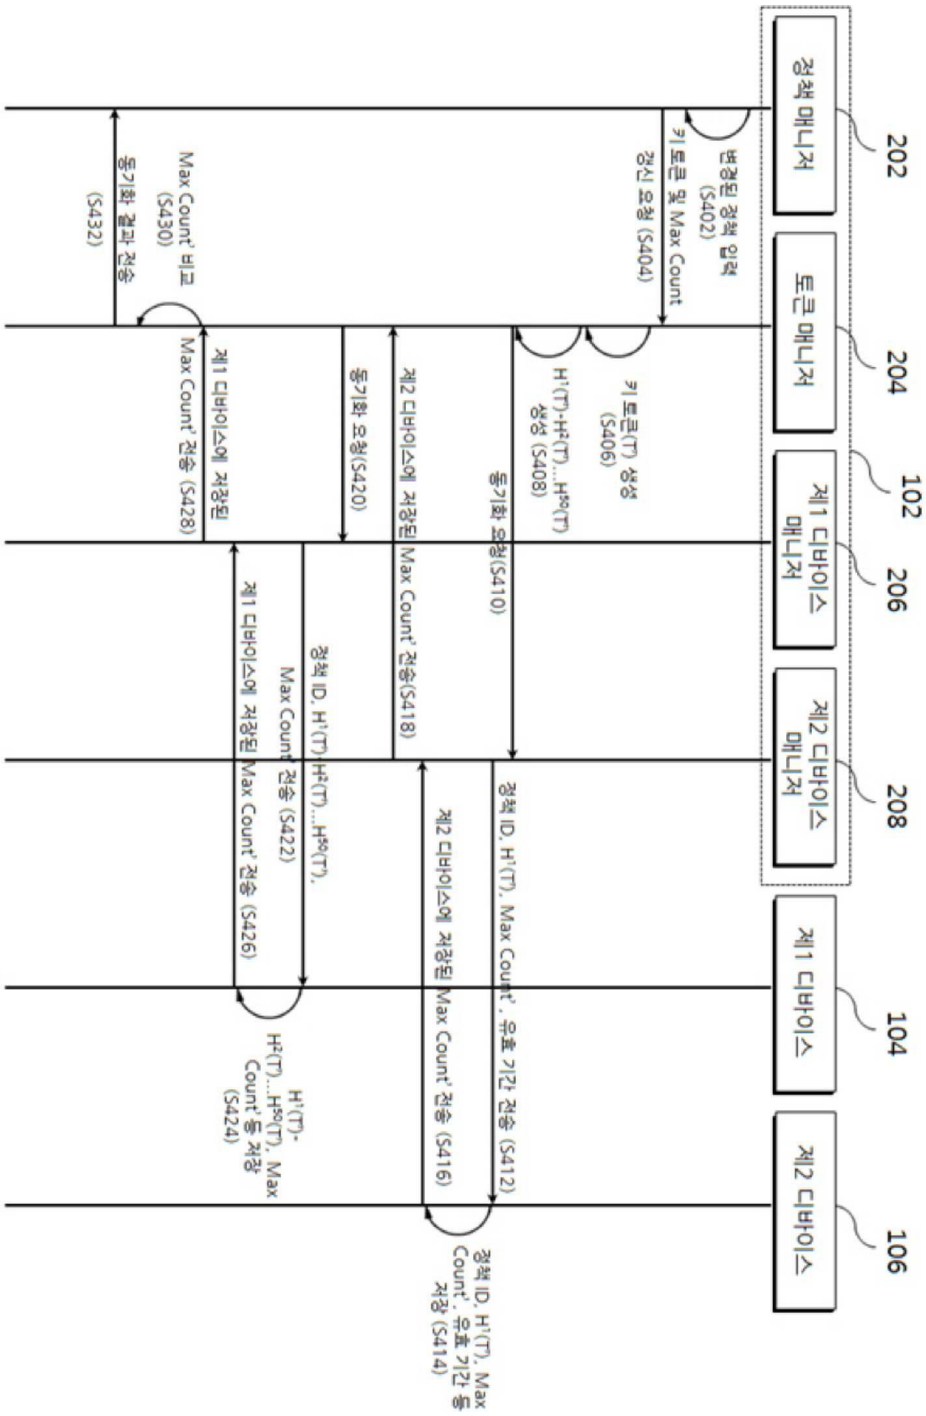 202
204
102
206
208
104
106
정책 매니저
토큰 매니저
제1 디바이스
매니저
제2 디바이스
매니저
제1 디바이스
제2 디바이스
변경된 정책 입력
(S402)
키 토큰 및 Max Count
갱신 요청 (S404)
키 토큰(T') 생성
(S406)
H¹(T')-H²(T')...H⁵⁰(T')
생성 (S408)
동기화 요청(S410)
정책 ID, H¹(T'), Max Count', 유효 기간 전송 (S412)
정책 ID, H¹(T'), Max
Count', 유효 기간 등
저장 (S414)
제2 디바이스에 저장된 Max Count' 전송 (S416)
제2 디바이스에 저장된 Max Count' 전송(S418)
동기화 요청(S420)
정책 ID, H¹(T')-H²(T')...H⁵⁰(T'),
Max Count' 전송 (S422)
H¹(T')-
H²(T')...H⁵⁰(T'), Max
Count' 등 저장
(S424)
제1 디바이스에 저장된 Max Count' 전송 (S426)
제1 디바이스에 저장된
Max Count' 전송 (S428)
Max Count' 비교
(S430)
동기화 결과 전송
(S432)